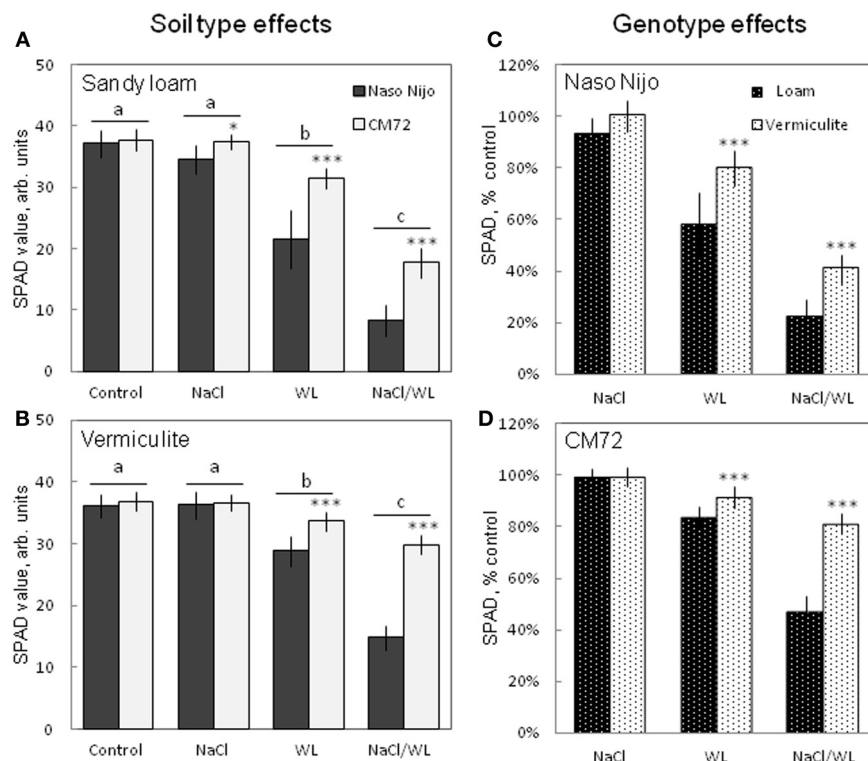 Soil type effects
Genotype effects
A
Sandy loam
Naso Nijo
CM72
SPAD value, arb. units
50
40
30
20
10
0
a
a
*
b
***
c
***
Control
NaCl
WL
NaCl/WL
C
Naso Nijo
Loam
Vermiculite
SPAD, % control
120%
100%
80%
60%
40%
20%
0%
***
***
NaCl
WL
NaCl/WL
B
Vermiculite
SPAD value, arb. units
50
40
30
20
10
0
a
a
b
***
c
***
Control
NaCl
WL
NaCl/WL
D
CM72
SPAD, % control
120%
100%
80%
60%
40%
20%
0%
***
***
NaCl
WL
NaCl/WL